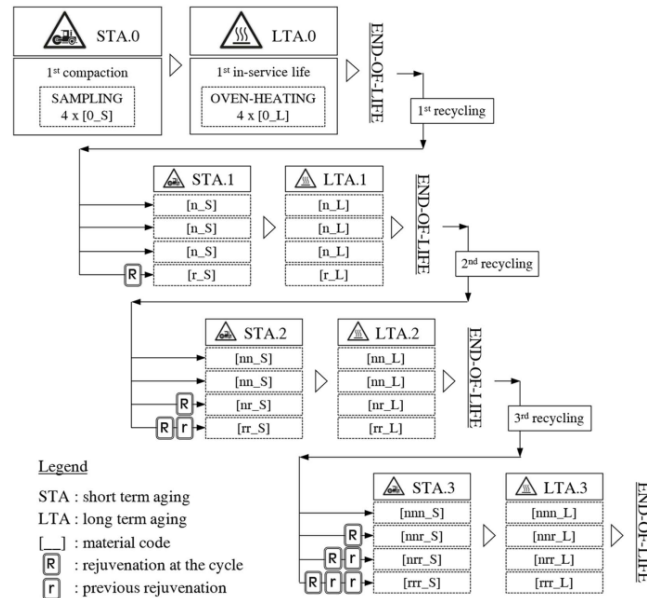 STA.0
LTA.0
1st compaction
1st in-service life
SAMPLING
4 x [0_S]
OVEN-HEATING
4 x [0_L]
END-OF-LIFE
1st recycling
STA.1
LTA.1
[n_S]
[n_L]
[n_S]
[n_L]
[n_S]
[n_L]
R
[r_S]
[r_L]
END-OF-LIFE
2nd recycling
STA.2
LTA.2
[nn_S]
[nn_L]
[nn_S]
[nn_L]
R
[nr_S]
[nr_L]
R r
[rr_S]
[rr_L]
END-OF-LIFE
3rd recycling
STA.3
LTA.3
[nnn_S]
[nnn_L]
R
[nnr_S]
[nnr_L]
R r
[nrr_S]
[nrr_L]
R r r
[rrr_S]
[rrr_L]
END-OF-LIFE
Legend
STA : short term aging
LTA : long term aging
[__] : material code
R : rejuvenation at the cycle
r : previous rejuvenation